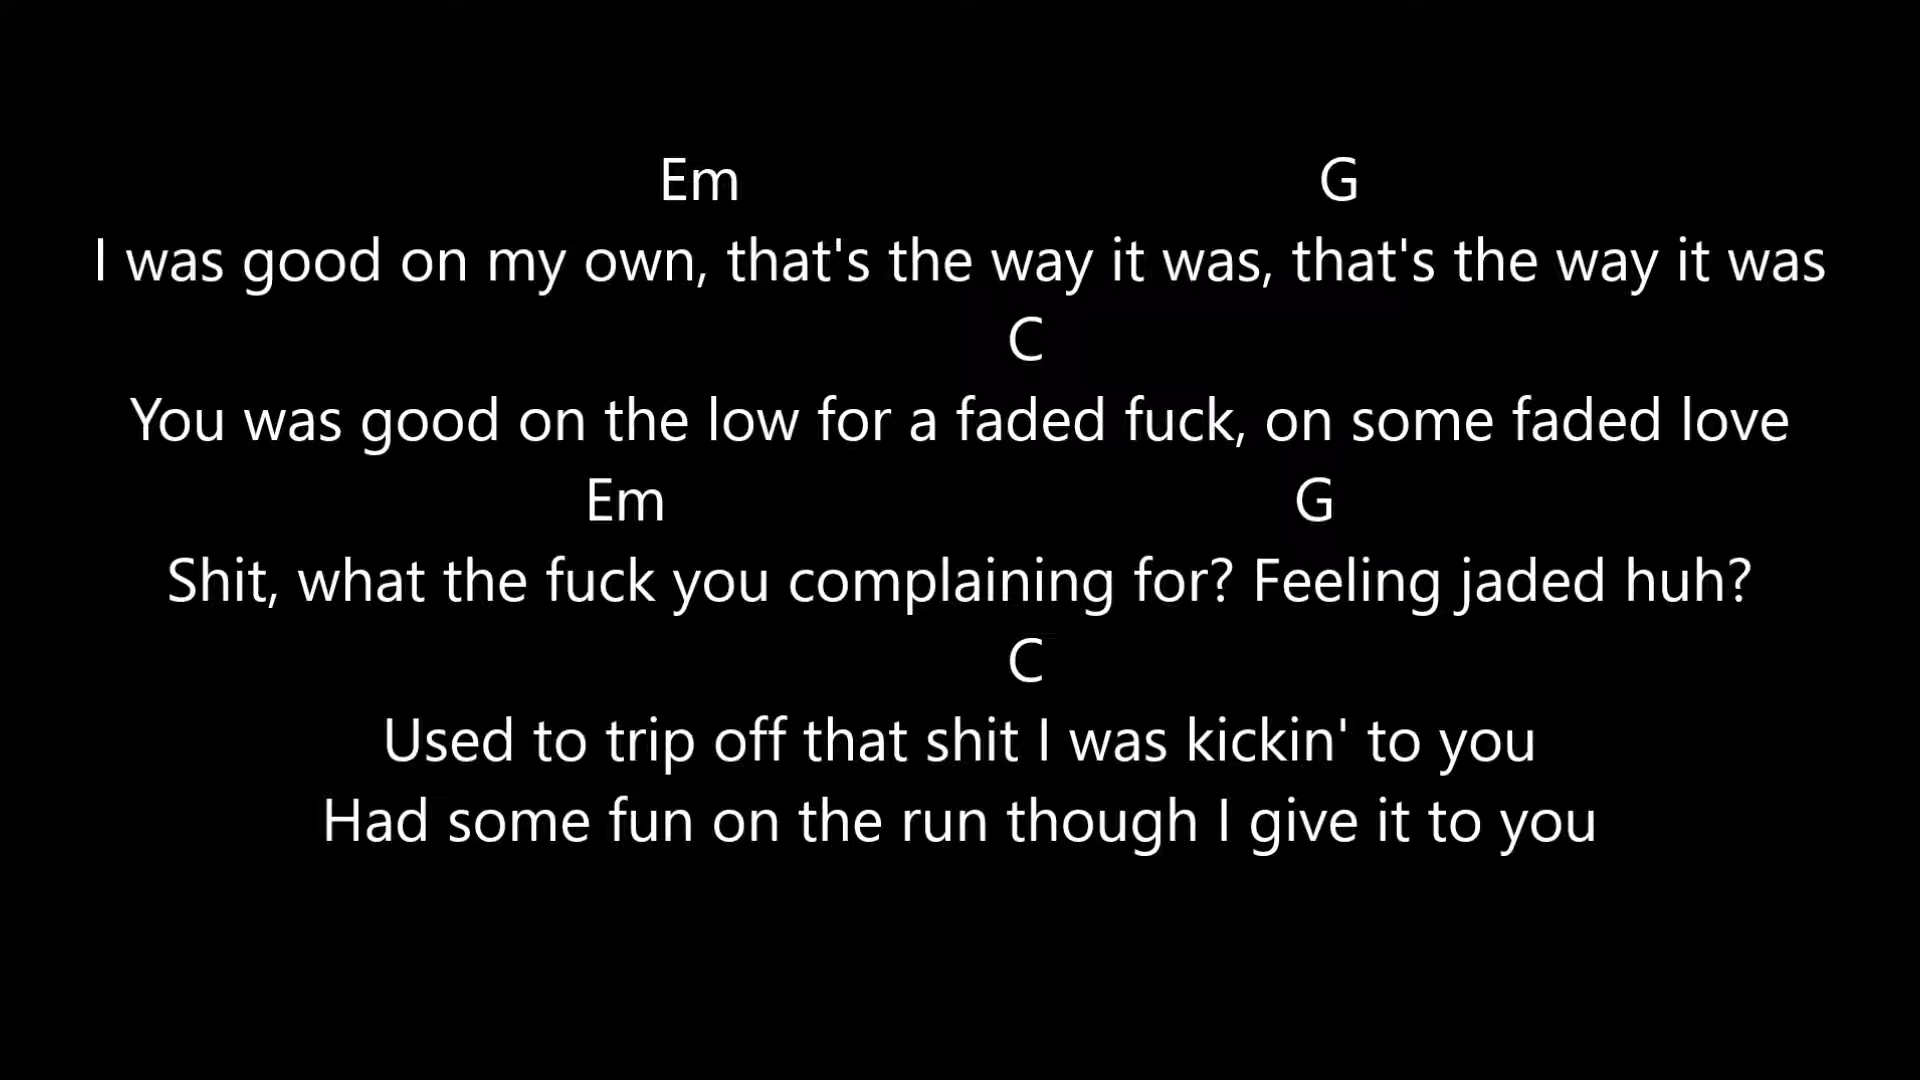 Em G
I was good on my own, that's the way it was, that's the way it was
C
You was good on the low for a faded fuck, on some faded love
Em G
Shit, what the fuck you complaining for? Feeling jaded huh?
C
Used to trip off that shit I was kickin' to you
Had some fun on the run though I give it to you